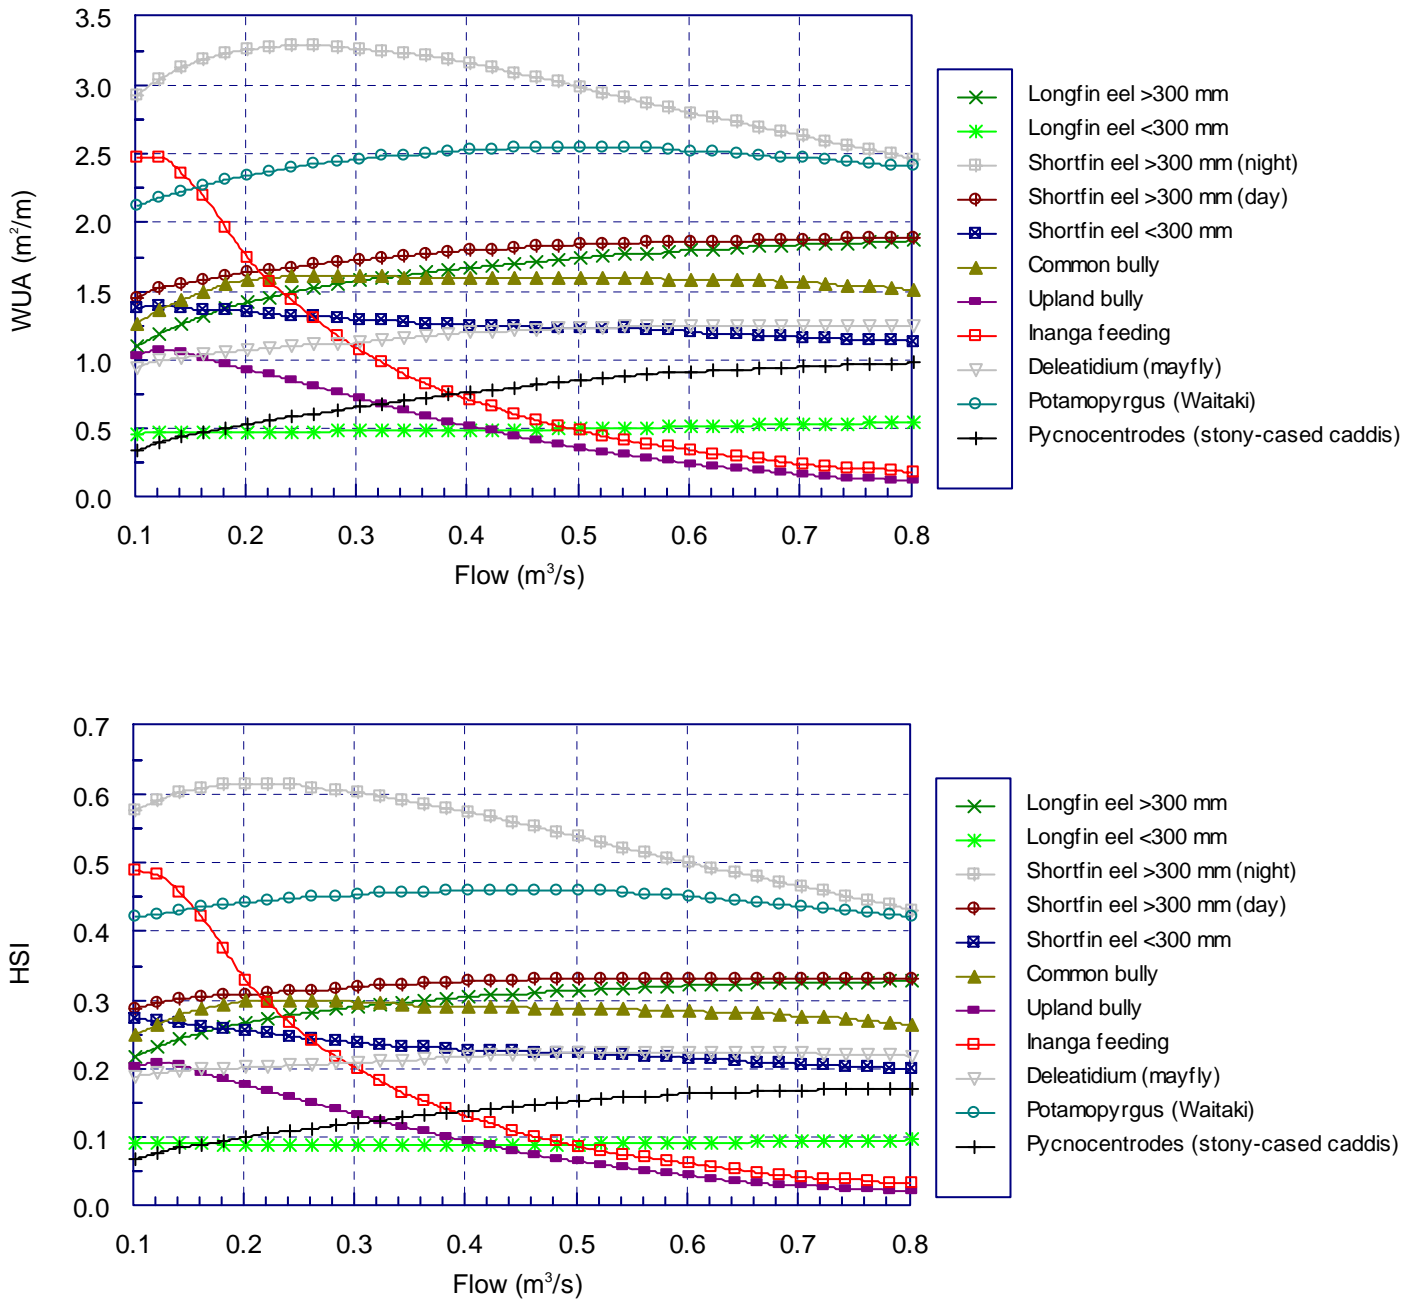 3.5
3.0
2.5
2.0
1.5
1.0
0.5
0.0
WUA (m²/m)
0.1 0.2 0.3 0.4 0.5 0.6 0.7 0.8
Flow (m³/s)
Longfin eel >300 mm
Longfin eel <300 mm
Shortfin eel >300 mm (night)
Shortfin eel >300 mm (day)
Shortfin eel <300 mm
Common bully
Upland bully
Inanga feeding
Deleatidium (mayfly)
Potamopyrgus (Waitaki)
Pycnocentrodes (stony-cased caddis)
0.7
0.6
0.5
0.4
0.3
0.2
0.1
0.0
HSI
0.1 0.2 0.3 0.4 0.5 0.6 0.7 0.8
Flow (m³/s)
Longfin eel >300 mm
Longfin eel <300 mm
Shortfin eel >300 mm (night)
Shortfin eel >300 mm (day)
Shortfin eel <300 mm
Common bully
Upland bully
Inanga feeding
Deleatidium (mayfly)
Potamopyrgus (Waitaki)
Pycnocentrodes (stony-cased caddis)